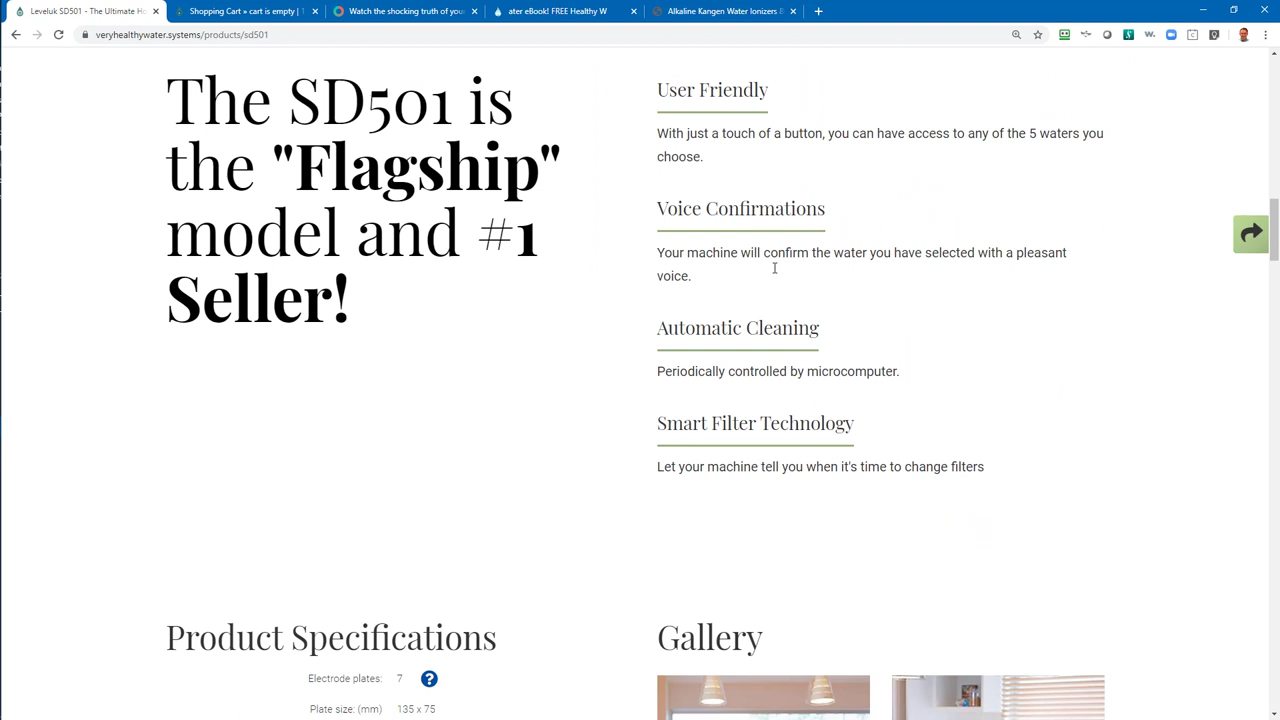 Leveluk SD501 - The Ultimate Ho
Shopping Cart » cart is empty | 1
Watch the shocking truth of your
ater eBook! FREE Healthy W
Alkaline Kangen Water Ionizers &
veryhealthywater.systems/products/sd501
The SD501 is
the "Flagship"
model and #1
Seller!
User Friendly
With just a touch of a button, you can have access to any of the 5 waters you
choose.
Voice Confirmations
Your machine will confirm the water you have selected with a pleasant
voice.
Automatic Cleaning
Periodically controlled by microcomputer.
Smart Filter Technology
Let your machine tell you when it's time to change filters
Product Specifications
Electrode plates: 7
Plate size: (mm 135 x 75
Gallery